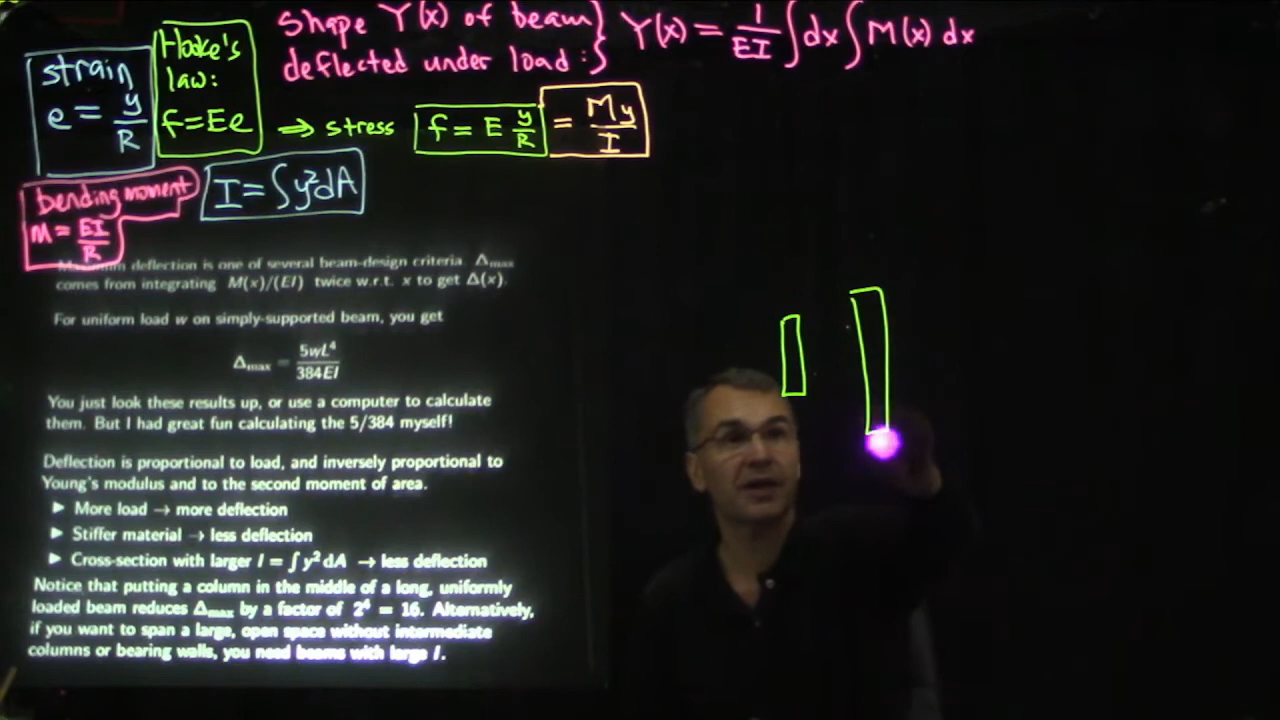 shape Y(x) of beam
deflected under load :
Y(x) = 1/EI ∫dx ∫M(x) dx
strain
e = y/R
Hooke's
law:
f=Ee
⇒ stress f = E y/R = My/I
bending moment
M = EI/R
I = ∫y²dA
Maximum deflection is one of several beam-design criteria. Δmax
comes from integrating M(x)/(EI) twice w.r.t. x to get Δ(x).
For uniform load w on simply-supported beam, you get
Δmax = 5wL⁴/384EI
You just look these results up, or use a computer to calculate
them. But I had great fun calculating the 5/384 myself!
Deflection is proportional to load, and inversely proportional to
Young's modulus and to the second moment of area.
► More load → more deflection
► Stiffer material → less deflection
► Cross-section with larger I = ∫ y² dA → less deflection
Notice that putting a column in the middle of a long, uniformly
loaded beam reduces Δmax by a factor of 2⁴ = 16. Alternatively,
if you want to span a large, open space without intermediate
columns or bearing walls, you need beams with large I.